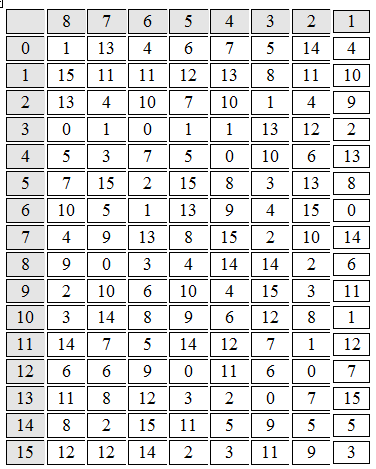 8 7 6 5 4 3 2 1
0 1 13 4 6 7 5 14 4
1 15 11 11 12 13 8 11 10
2 13 4 10 7 10 1 4 9
3 0 1 0 1 1 13 12 2
4 5 3 7 5 0 10 6 13
5 7 15 2 15 8 3 13 8
6 10 5 1 13 9 4 15 0
7 4 9 13 8 15 2 10 14
8 9 0 3 4 14 14 2 6
9 2 10 6 10 4 15 3 11
10 3 14 8 9 6 12 8 1
11 14 7 5 14 12 7 1 12
12 6 6 9 0 11 6 0 7
13 11 8 12 3 2 0 7 15
14 8 2 15 11 5 9 5 5
15 12 12 14 2 3 11 9 3